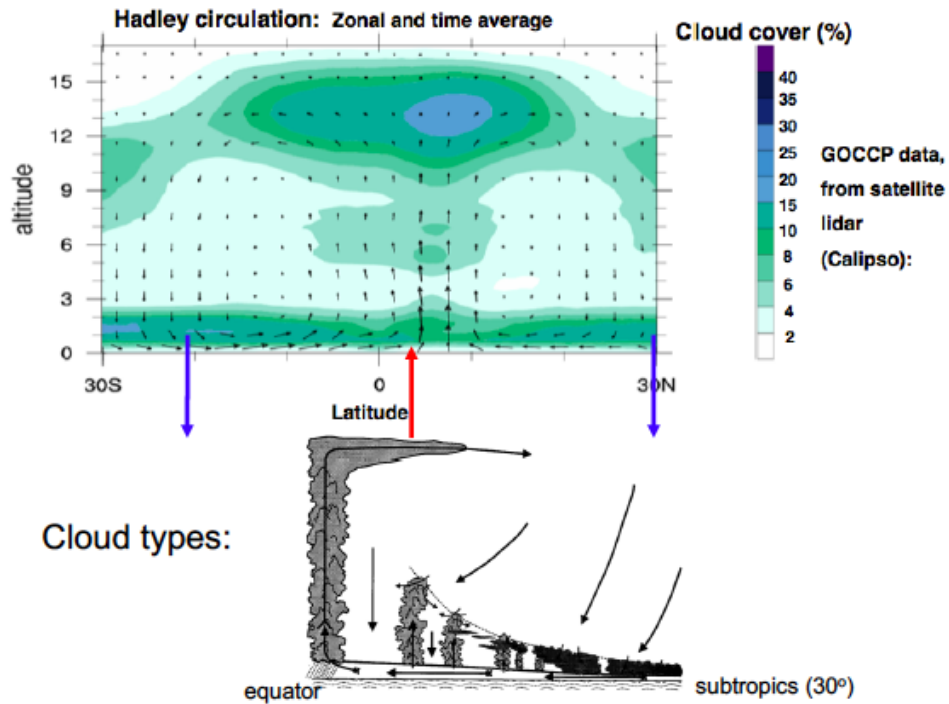 Hadley circulation: Zonal and time average
Cloud cover (%)
altitude
15
12
9
6
3
0
30S
0
30N
Latitude
40
35
30
25
20
15
10
8
6
4
2
GOCCP data,
from satellite
lidar
(Calipso):
Cloud types:
equator
subtropics (30º)